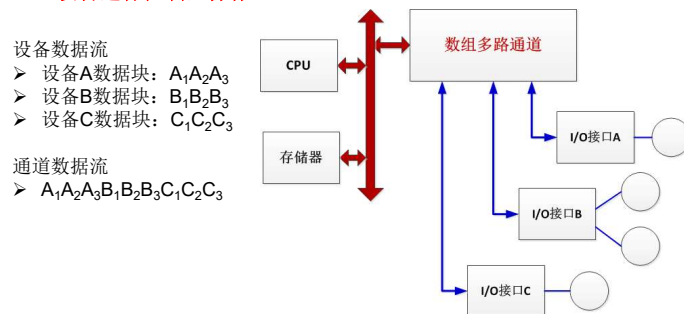 设备数据流
➢ 设备A数据块：A₁A₂A₃
➢ 设备B数据块：B₁B₂B₃
➢ 设备C数据块：C₁C₂C₃
通道数据流
➢ A₁A₂A₃B₁B₂B₃C₁C₂C₃
CPU
存储器
数组多路通道
I/O接口A
I/O接口B
I/O接口C